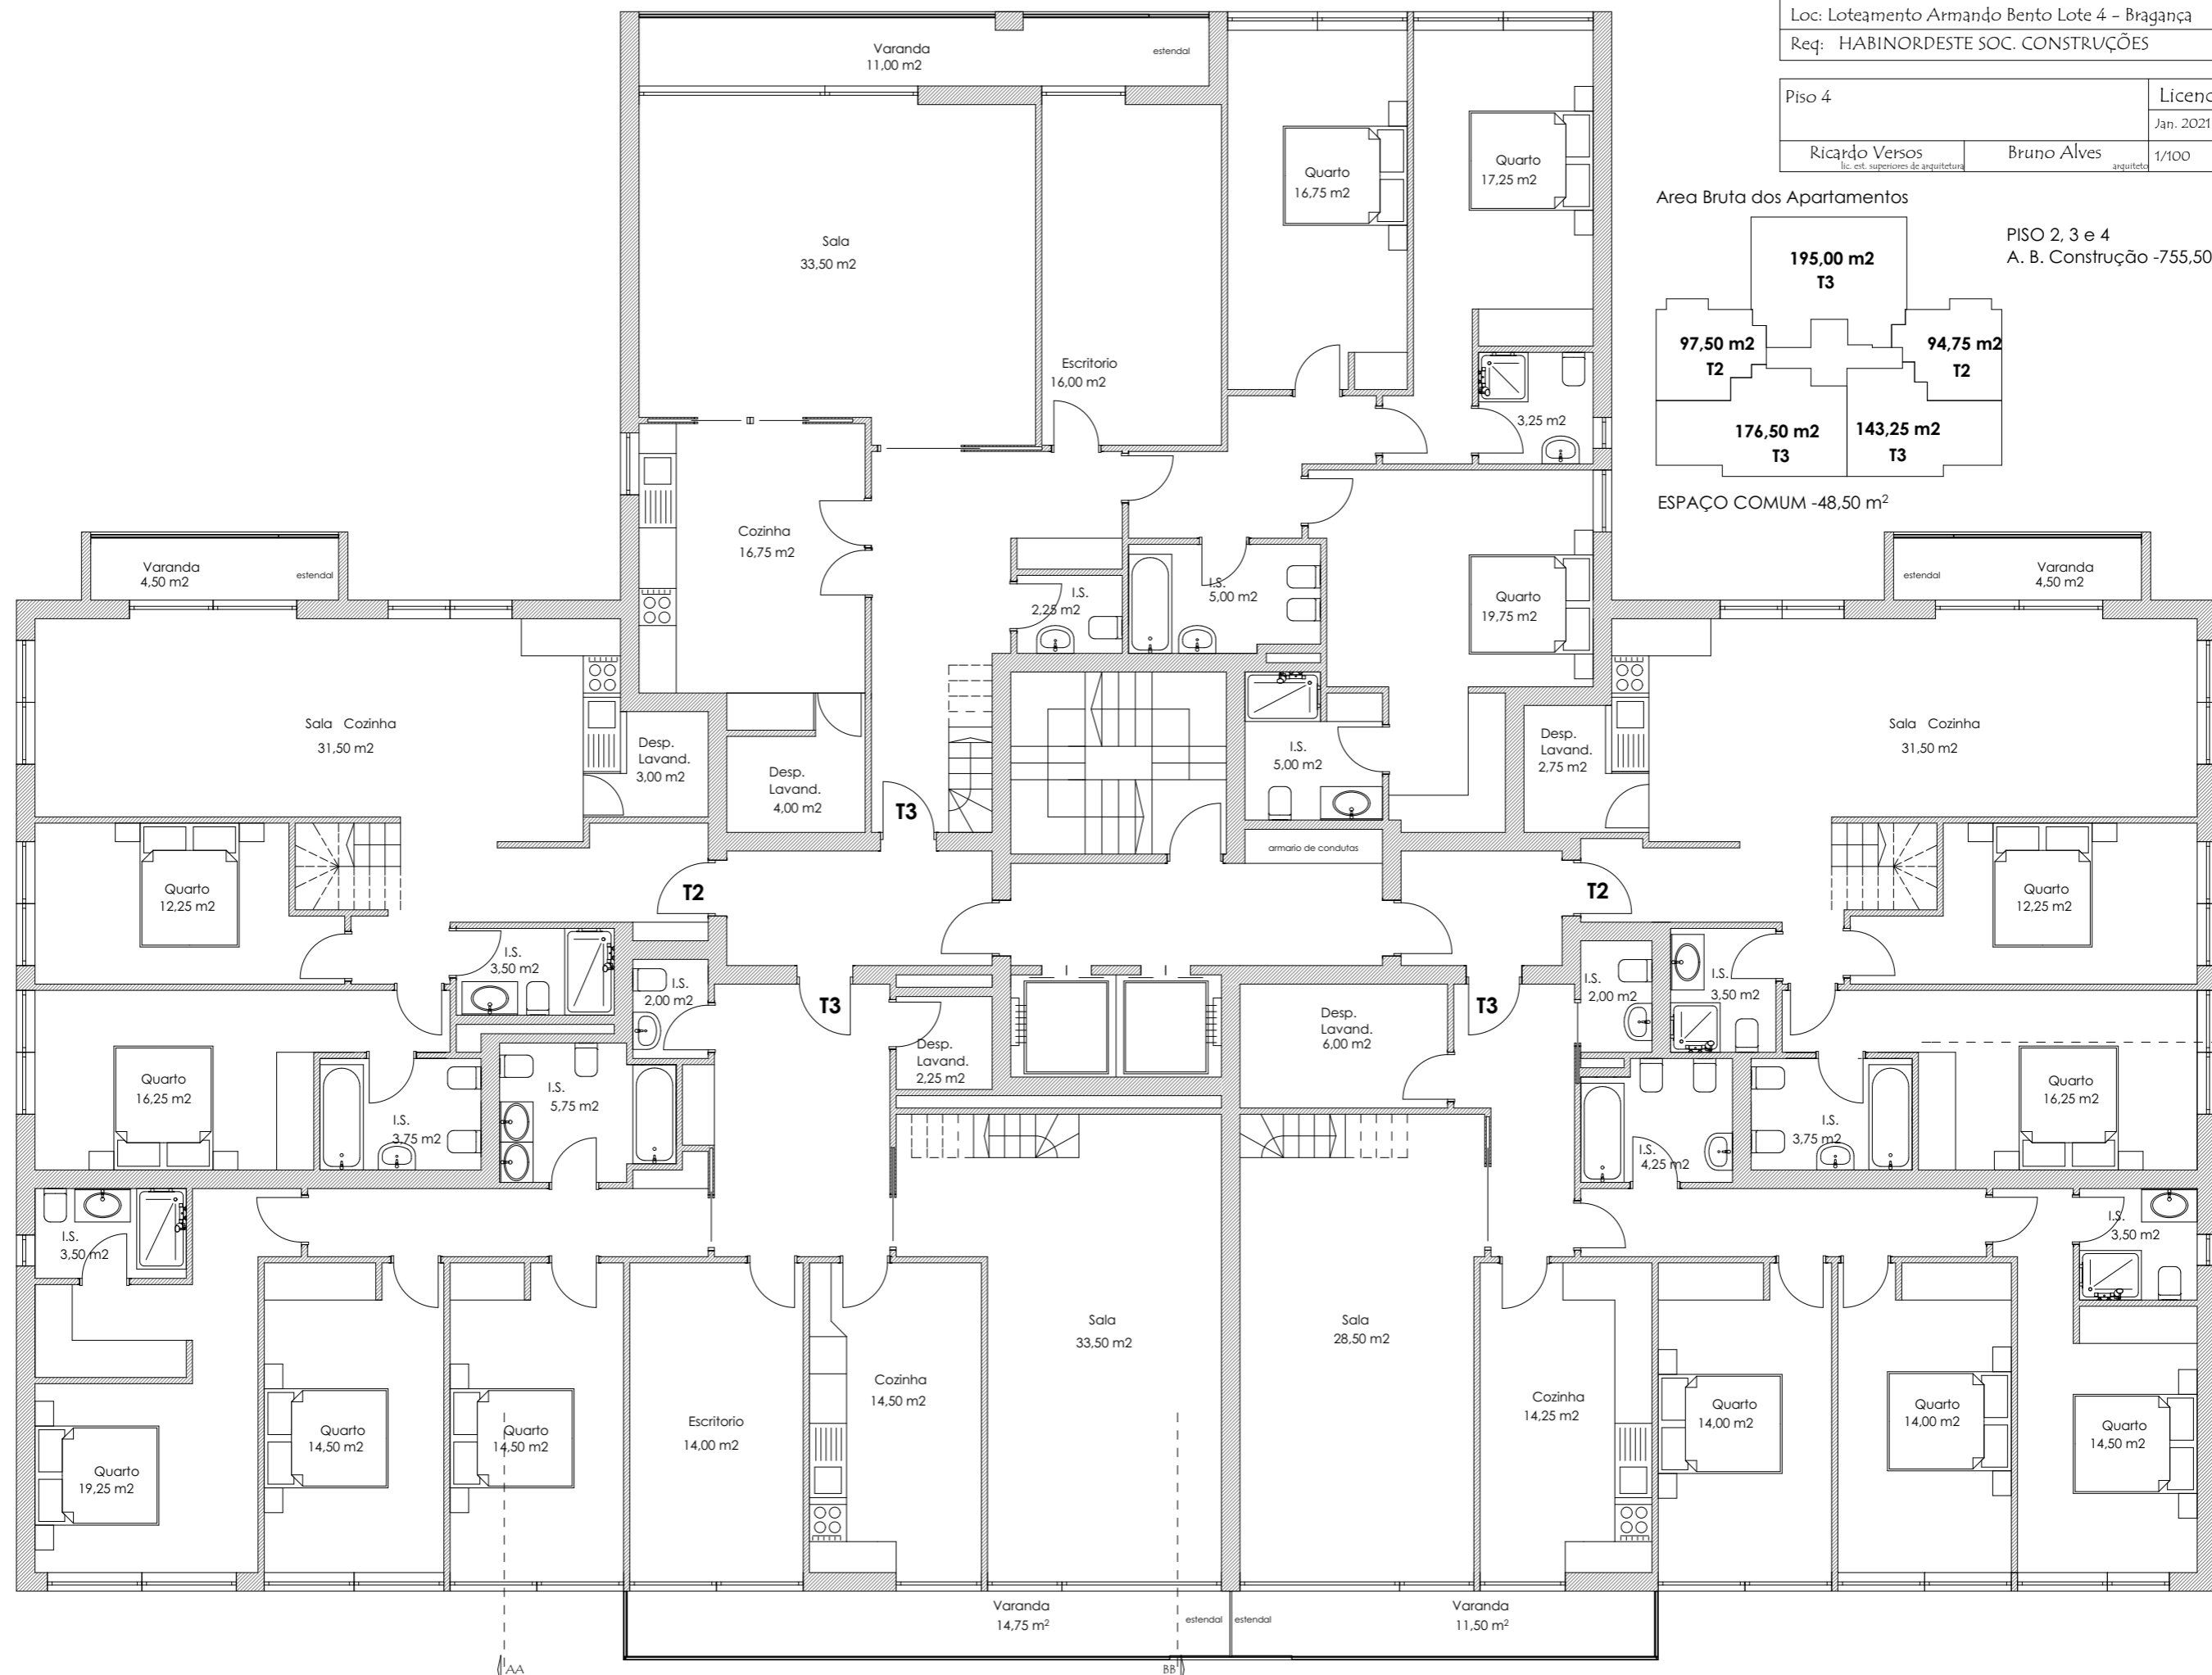 Loc: Loteamento Armando Bento Lote 4 - Bragança
Req: HABINORDESTE SOC. CONSTRUÇÕES
Piso 4
Jan. 2021
Ricardo Versos
lic. est. superiores de arquitetura
Bruno Alves
arquiteto
1/100
Area Bruta dos Apartamentos
PISO 2, 3 e 4
A. B. Construção -755,50
195,00 m2
T3
97,50 m2
T2
94,75 m2
T2
176,50 m2
T3
143,25 m2
T3
ESPAÇO COMUM -48,50 m²
Varanda
11,00 m2
estendal
Sala
33,50 m2
Escritorio
16,00 m2
Quarto
16,75 m2
Quarto
17,25 m2
3,25 m2
Cozinha
16,75 m2
I.S.
2,25 m2
I.S.
5,00 m2
Quarto
19,75 m2
Varanda
4,50 m2
estendal
estendal
Varanda
4,50 m2
Sala Cozinha
31,50 m2
Desp.
Lavand.
3,00 m2
Desp.
Lavand.
4,00 m2
T3
I.S.
5,00 m2
armario de condutas
Desp.
Lavand.
2,75 m2
Sala Cozinha
31,50 m2
Quarto
12,25 m2
T2
T2
Quarto
12,25 m2
I.S.
3,50 m2
I.S.
2,00 m2
T3
Desp.
Lavand.
2,25 m2
Desp.
Lavand.
6,00 m2
T3
I.S.
2,00 m2
I.S.
3,50 m2
Quarto
16,25 m2
I.S.
3,75 m2
I.S.
5,75 m2
I.S.
4,25 m2
I.S.
3,75 m2
Quarto
16,25 m2
I.S.
3,50 m2
I.S.
3,50 m2
Quarto
19,25 m2
Quarto
14,50 m2
Quarto
14,50 m2
Escritorio
14,00 m2
Cozinha
14,50 m2
Sala
33,50 m2
Sala
28,50 m2
Cozinha
14,25 m2
Quarto
14,00 m2
Quarto
14,00 m2
Quarto
14,50 m2
Varanda
14,75 m²
estendal
estendal
Varanda
11,50 m²
AA
BB